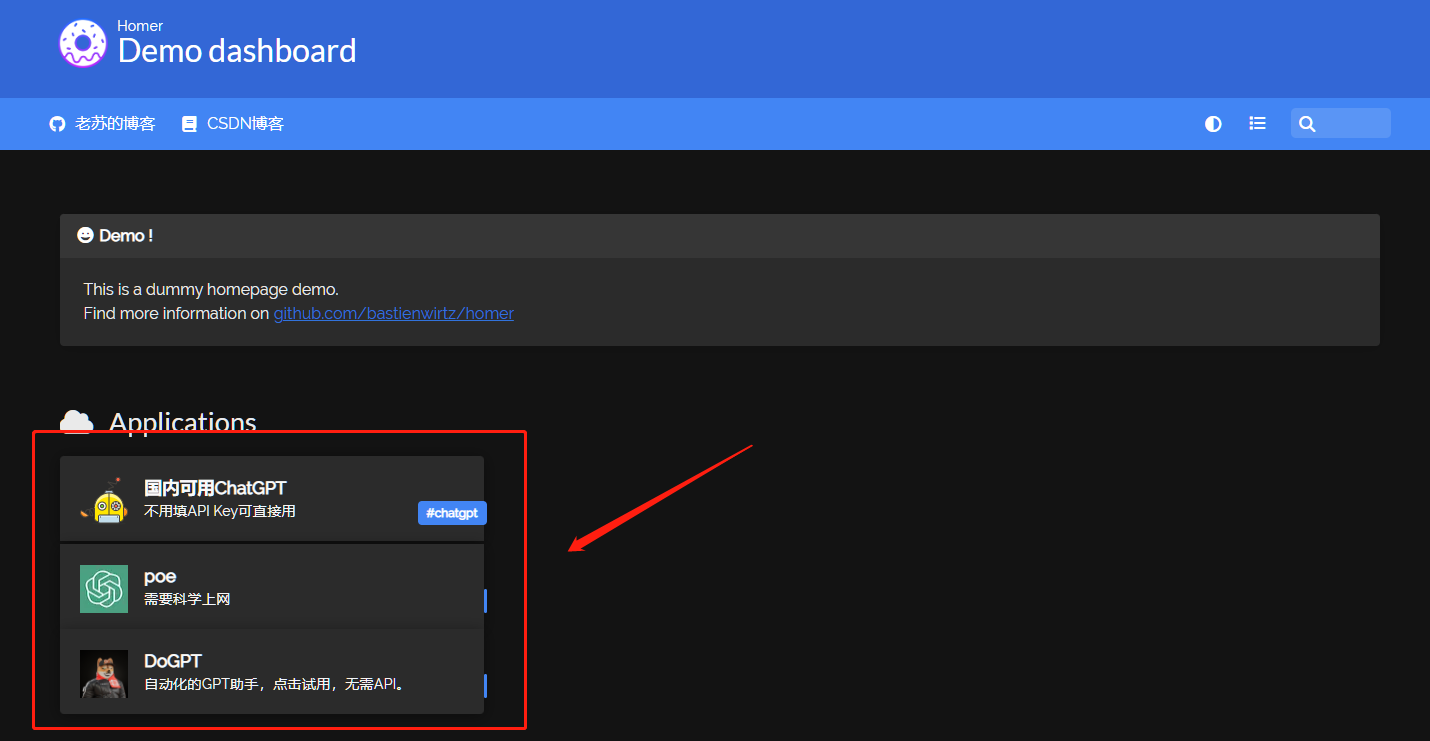 Homer
Demo dashboard
老苏的博客 CSDN博客
Demo !
This is a dummy homepage demo.
Find more information on github.com/bastienwirtz/homer
Applications
国内可用ChatGPT
不用填API Key可直接用
#chatgpt
poe
需要科学上网
DoGPT
自动化的GPT助手，点击试用，无需API。